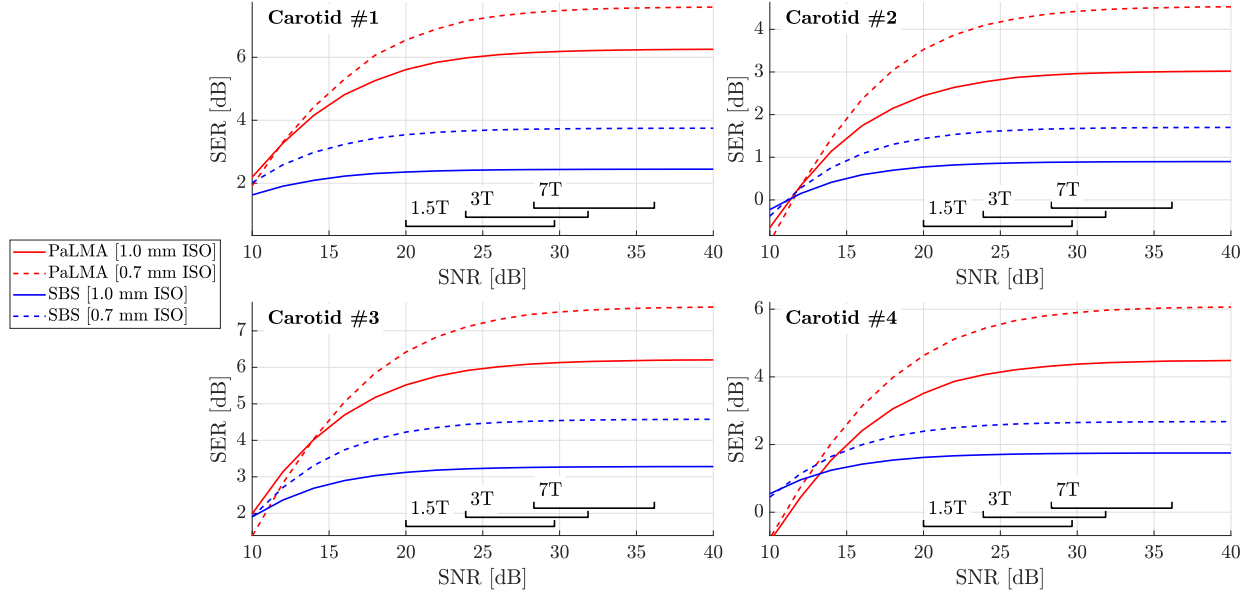 Carotid #1
6
4
2
SER [dB]
1.5T
3T
7T
10 15 20 25 30 35 40
SNR [dB]
Carotid #2
4
3
2
1
0
SER [dB]
1.5T
3T
7T
10 15 20 25 30 35 40
SNR [dB]
PaLMA [1.0 mm ISO]
PaLMA [0.7 mm ISO]
SBS [1.0 mm ISO]
SBS [0.7 mm ISO]
Carotid #3
7
6
5
4
3
2
SER [dB]
1.5T
3T
7T
10 15 20 25 30 35 40
SNR [dB]
Carotid #4
6
4
2
0
SER [dB]
1.5T
3T
7T
10 15 20 25 30 35 40
SNR [dB]